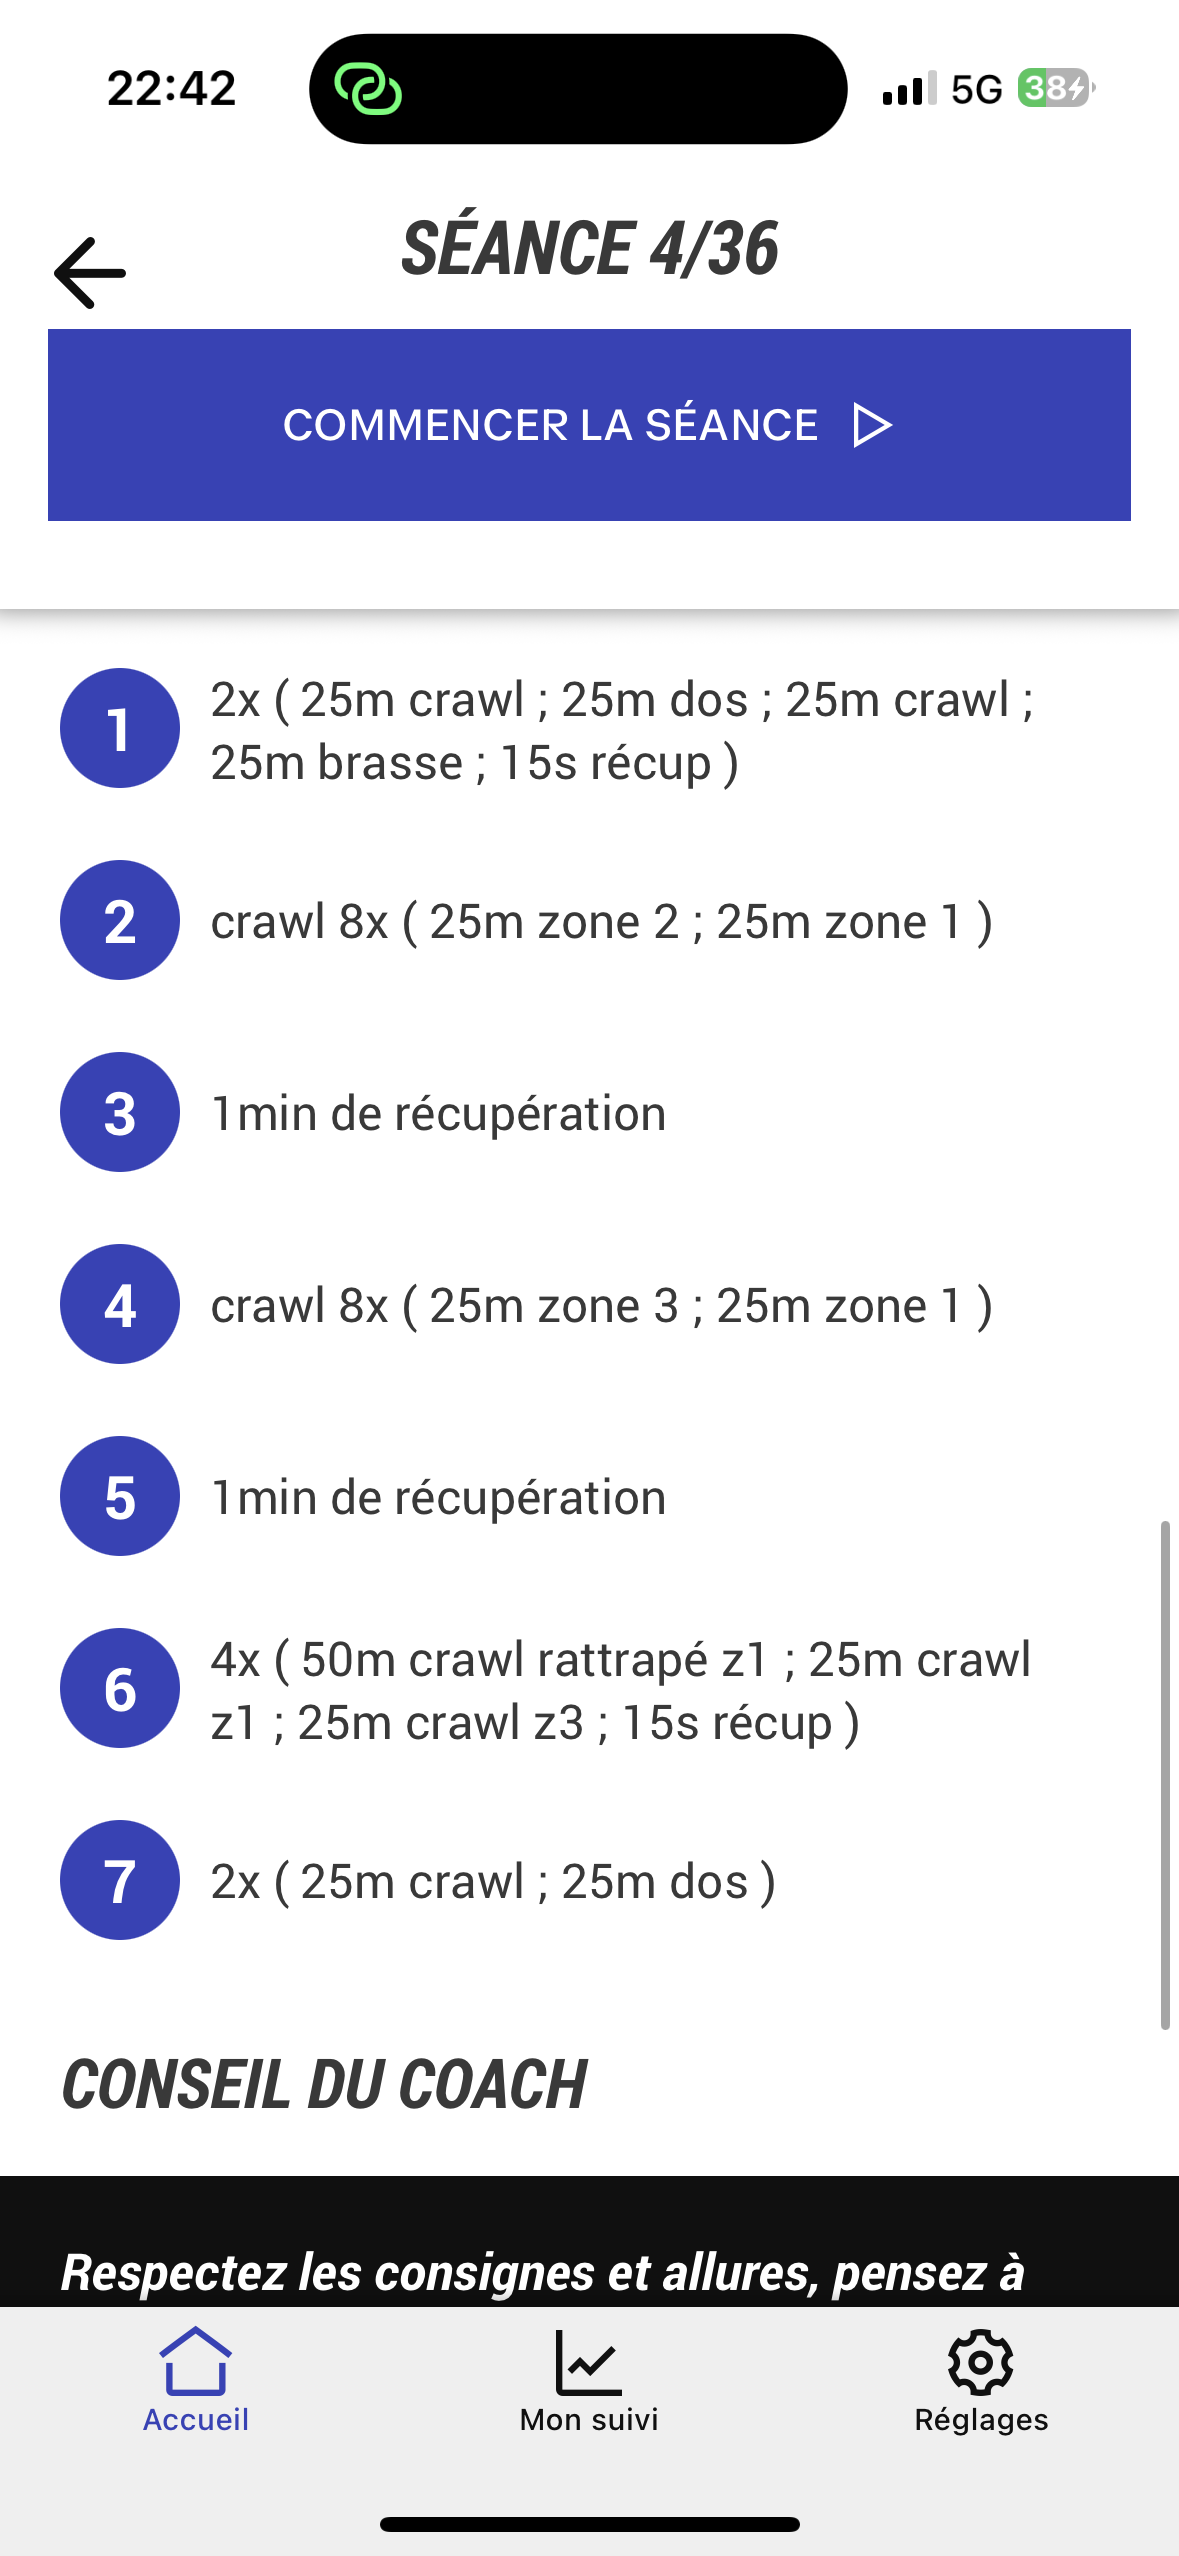 22:42
5G
38
SÉANCE 4/36
COMMENCER LA SÉANCE
1
2x ( 25m crawl ; 25m dos ; 25m crawl ;
25m brasse ; 15s récup )
2
crawl 8x ( 25m zone 2 ; 25m zone 1 )
3
1min de récupération
4
crawl 8x ( 25m zone 3 ; 25m zone 1 )
5
1min de récupération
6
4x ( 50m crawl rattrapé z1 ; 25m crawl
z1 ; 25m crawl z3 ; 15s récup )
7
2x ( 25m crawl ; 25m dos )
CONSEIL DU COACH
Respectez les consignes et allures, pensez à
Accueil
Mon suivi
Réglages